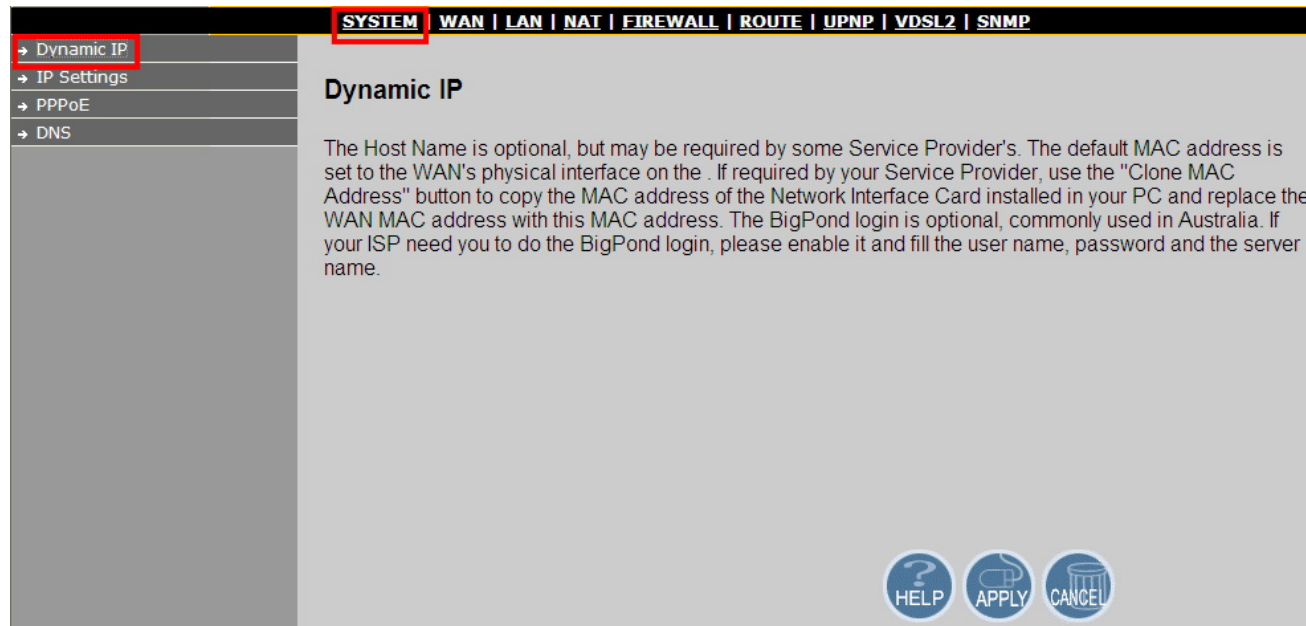 SYSTEM | WAN | LAN | NAT | FIREWALL | ROUTE | UPNP | VDSL2 | SNMP
Dynamic IP
IP Settings
PPPoE
DNS
Dynamic IP
The Host Name is optional, but may be required by some Service Provider's. The default MAC address is
set to the WAN's physical interface on the . If required by your Service Provider, use the "Clone MAC
Address" button to copy the MAC address of the Network Interface Card installed in your PC and replace the
WAN MAC address with this MAC address. The BigPond login is optional, commonly used in Australia. If
your ISP need you to do the BigPond login, please enable it and fill the user name, password and the server
name.
HELP
APPLY
CANCEL